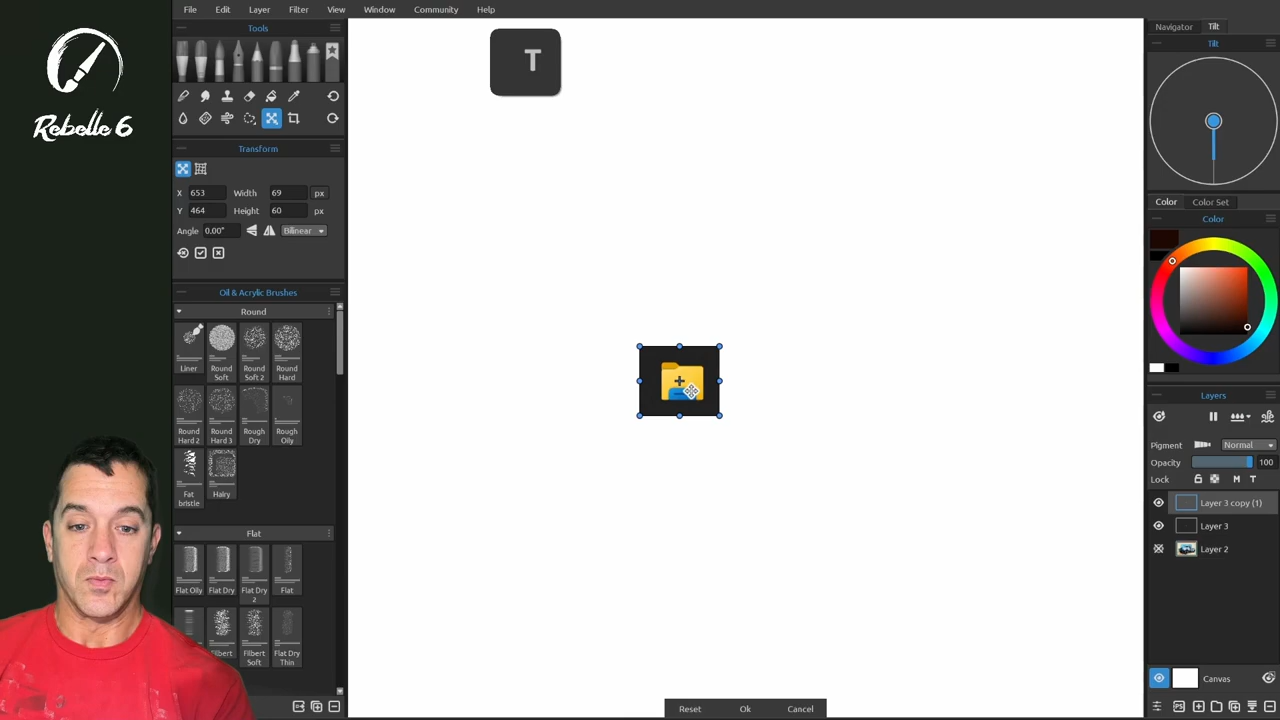 File Edit Layer Filter View Window Community Help
Rebelle 6
Tools
T
Navigator Tilt
Tilt
Transform
X 653 Width 69 px
Y 464 Height 60 px
Angle 0.00° Bilinear
Oil & Acrylic Brushes
Round
Liner Round Soft Round Soft 2 Round Hard
Round Hard 2 Round Hard 3 Rough Dry Rough Oily
Fat bristle Hairy
Flat
Flat Oily Flat Dry Flat Dry 2 Flat
Filbert Filbert Soft Flat Dry Thin
Color Color Set
Color
Layers
Pigment Normal
Opacity 100
Lock M T
Layer 3 copy (1)
Layer 3
Layer 2
Canvas
Reset Ok Cancel